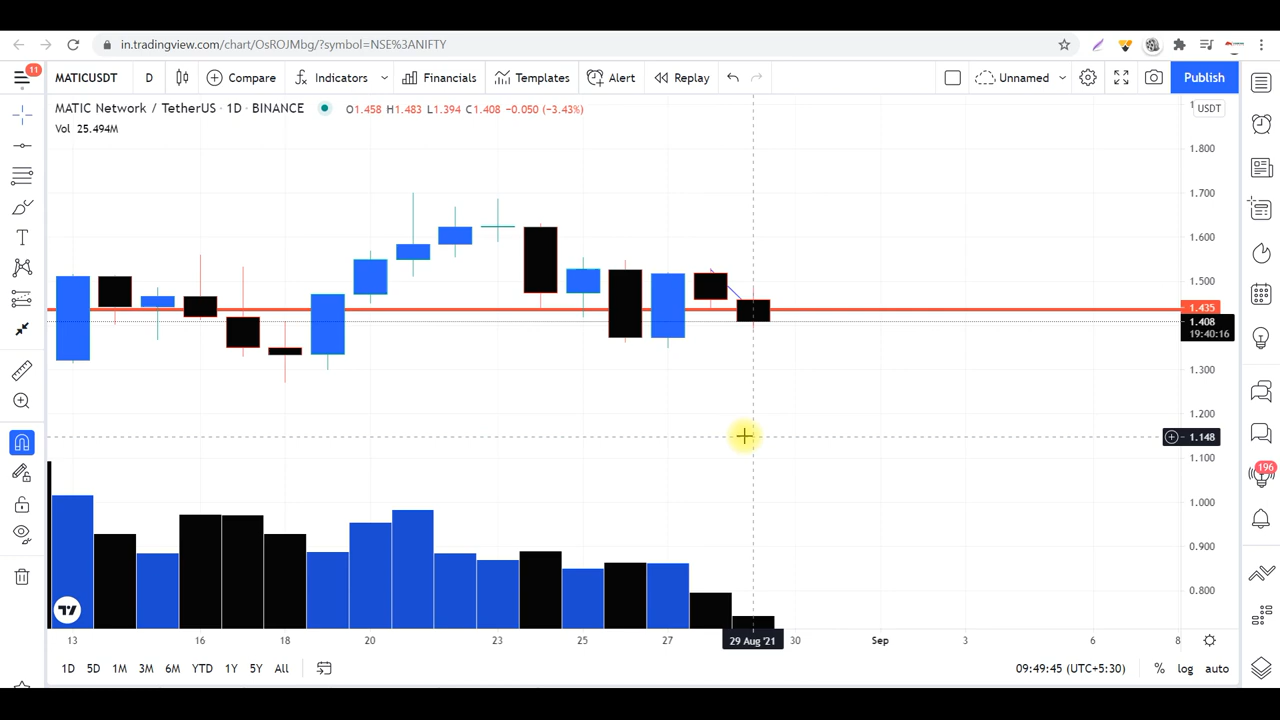 in.tradingview.com/chart/OsROJMbg/?symbol=NSE%3ANIFTY
11
MATICUSDT D Compare Indicators Financials Templates Alert Replay Unnamed Publish
MATIC Network / TetherUS · 1D · BINANCE O1.458 H1.483 L1.394 C1.408 −0.050 (−3.43%)
USDT
Vol 25.494M
1.800
1.700
1.600
1.500
1.435
1.408
19:40:16
1.300
1.200
1.148
1.100
196
1.000
0.900
0.800
13 16 18 20 23 25 27 29 Aug '21 30 Sep 3 6 8
1D 5D 1M 3M 6M YTD 1Y 5Y All 09:49:45 (UTC+5:30) % log auto